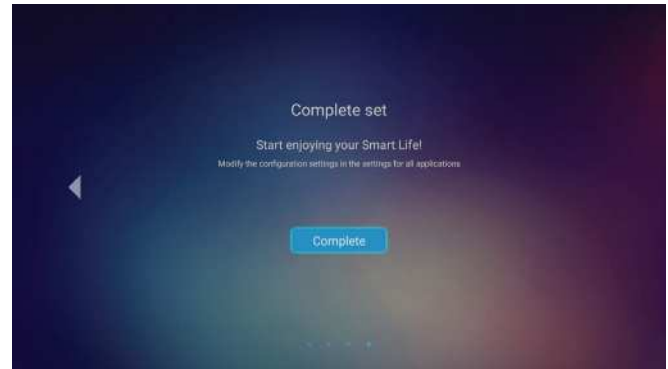 Complete set
Start enjoying your Smart Life!
Modify the configuration settings in the settings for all applications
Complete